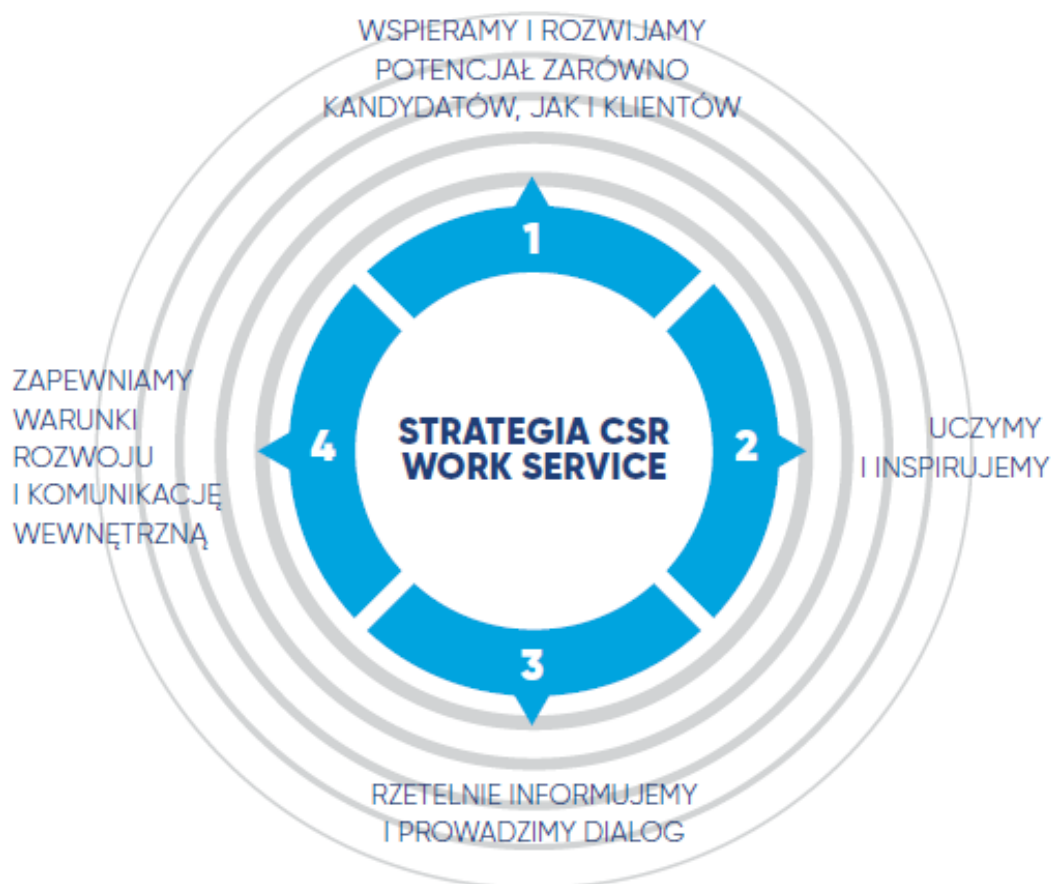 WSPIERAMY I ROZWIJAMY
POTENCJAŁ ZARÓWNO
KANDYDATÓW, JAK I KLIENTÓW
1
ZAPEWNIAMY
WARUNKI
ROZWOJU
I KOMUNIKACJĘ
WEWNĘTRZNĄ
4
STRATEGIA CSR
WORK SERVICE
2
UCZYMY
I INSPIRUJEMY
3
RZETELNIE INFORMUJEMY
I PROWADZIMY DIALOG